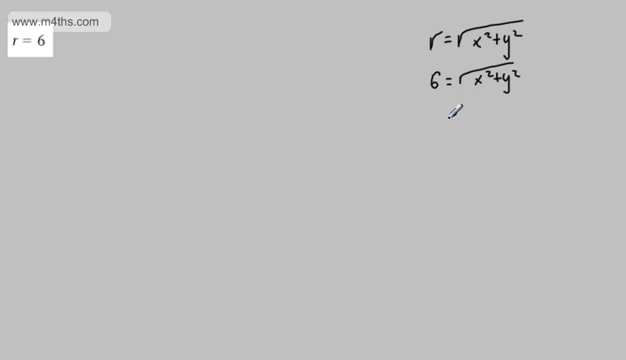 www.m4ths.com
r = 6
r = √x²+y²
6 = √x²+y²